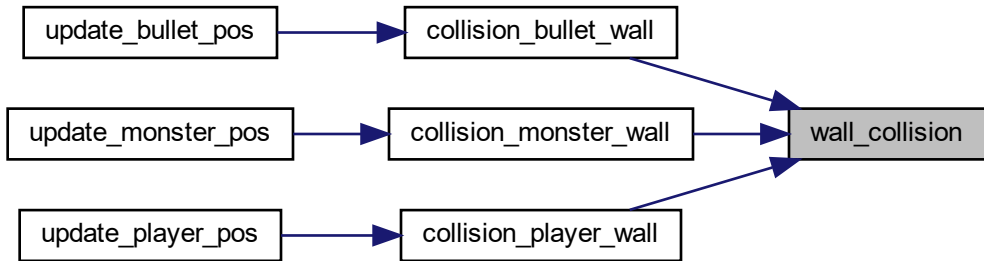 update_bullet_pos
collision_bullet_wall
update_monster_pos
collision_monster_wall
wall_collision
update_player_pos
collision_player_wall